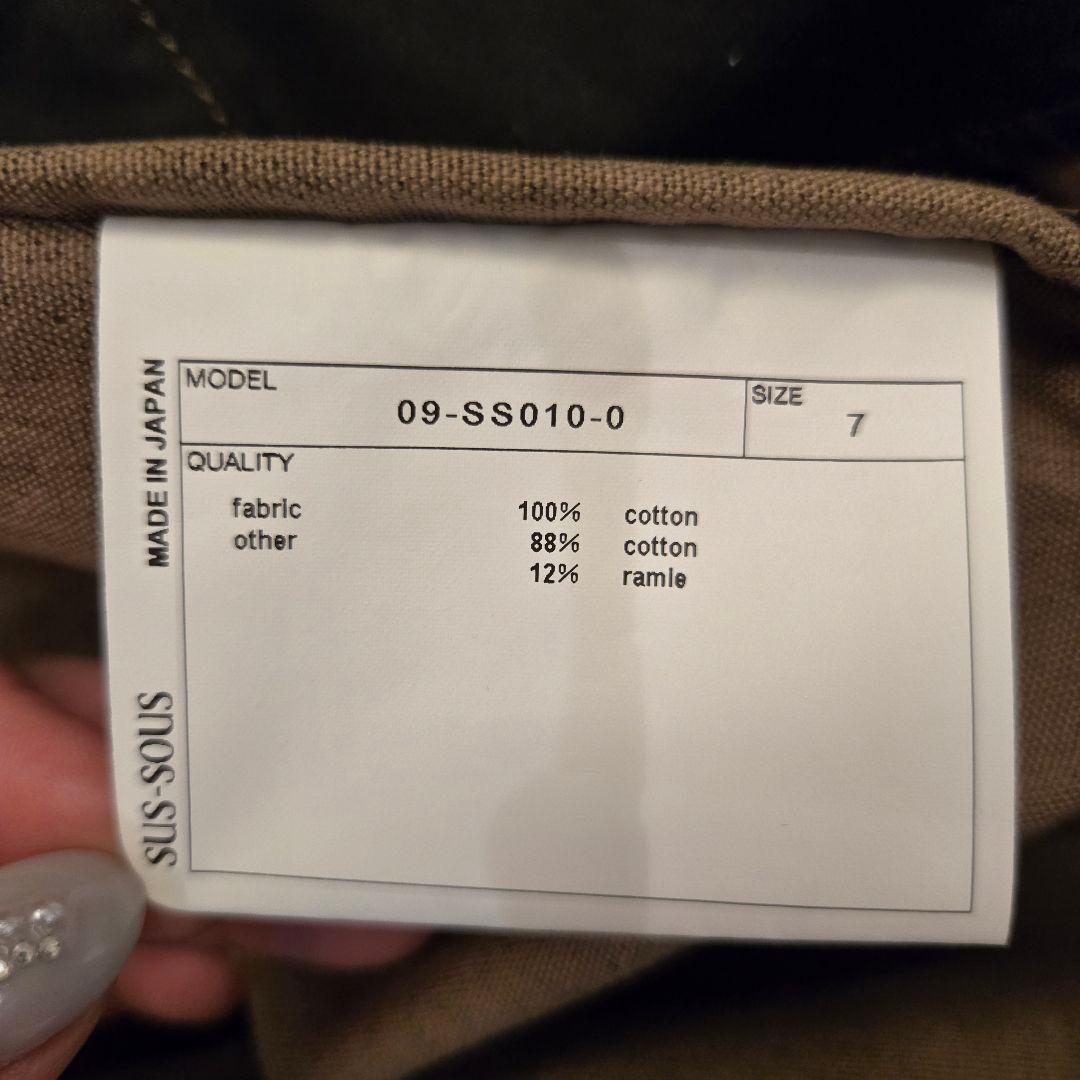 MODEL
09-SS010-0
SIZE
7
QUALITY
fabric 100% cotton
other 88% cotton
12% ramie
MADE IN JAPAN
SUS-SOUS